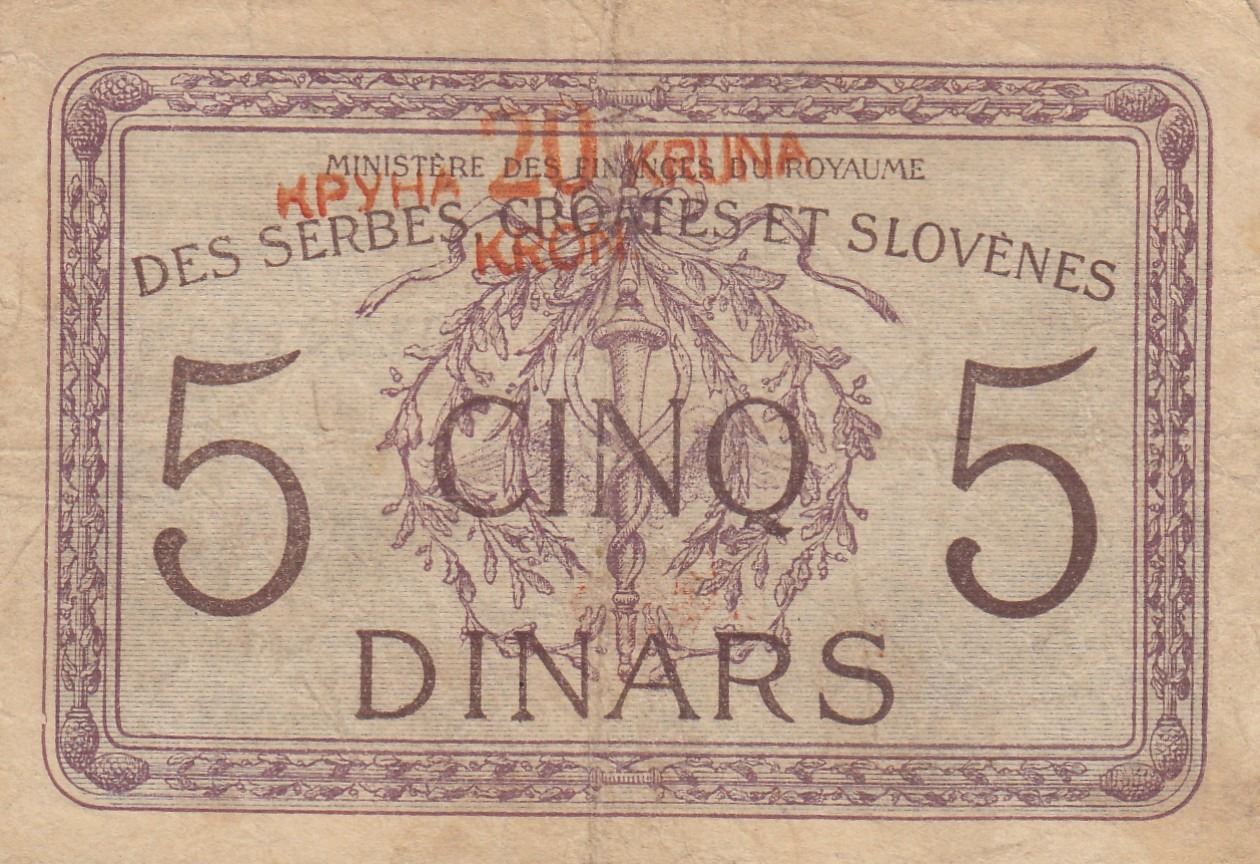 MINISTÈRE DES FINANCES DU ROYAUME
КРУНА 20 KRUNA
DES SERBES, CROATES ET SLOVÈNES
KRON
5 CINQ 5
DINARS